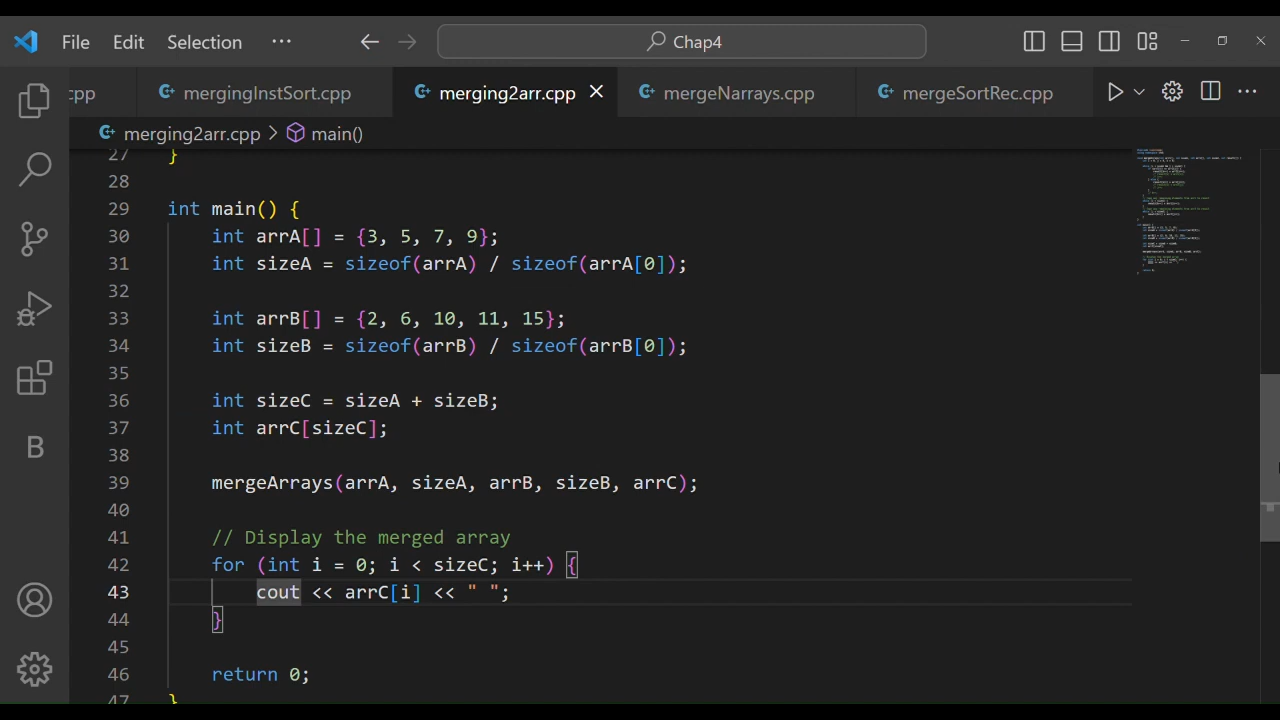 File Edit Selection ··· Chap4
cpp mergingInstSort.cpp merging2arr.cpp mergeNarrays.cpp mergeSortRec.cpp
merging2arr.cpp > main()
27 }
28
29 int main() {
30 int arrA[] = {3, 5, 7, 9};
31 int sizeA = sizeof(arrA) / sizeof(arrA[0]);
32
33 int arrB[] = {2, 6, 10, 11, 15};
34 int sizeB = sizeof(arrB) / sizeof(arrB[0]);
35
36 int sizeC = sizeA + sizeB;
37 int arrC[sizeC];
38
39 mergeArrays(arrA, sizeA, arrB, sizeB, arrC);
40
41 // Display the merged array
42 for (int i = 0; i < sizeC; i++) {
43 cout << arrC[i] << " ";
44 }
45
46 return 0;
47 }
B